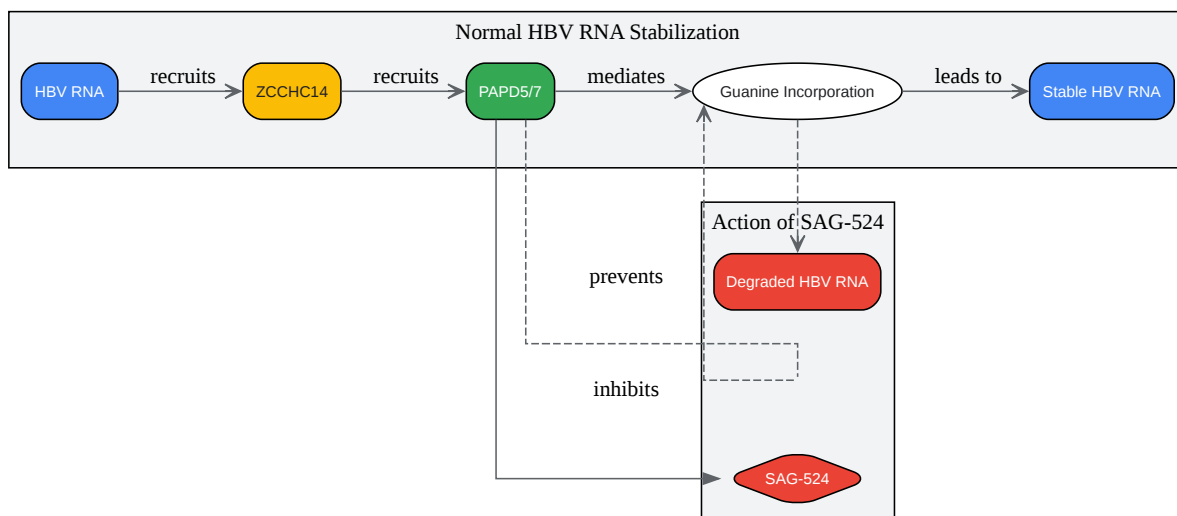 Normal HBV RNA Stabilization
HBV RNA
recruits
ZCCHC14
recruits
PAPD5/7
mediates
Guanine Incorporation
leads to
Stable HBV RNA
Action of SAG-524
Degraded HBV RNA
prevents
inhibits
SAG-524